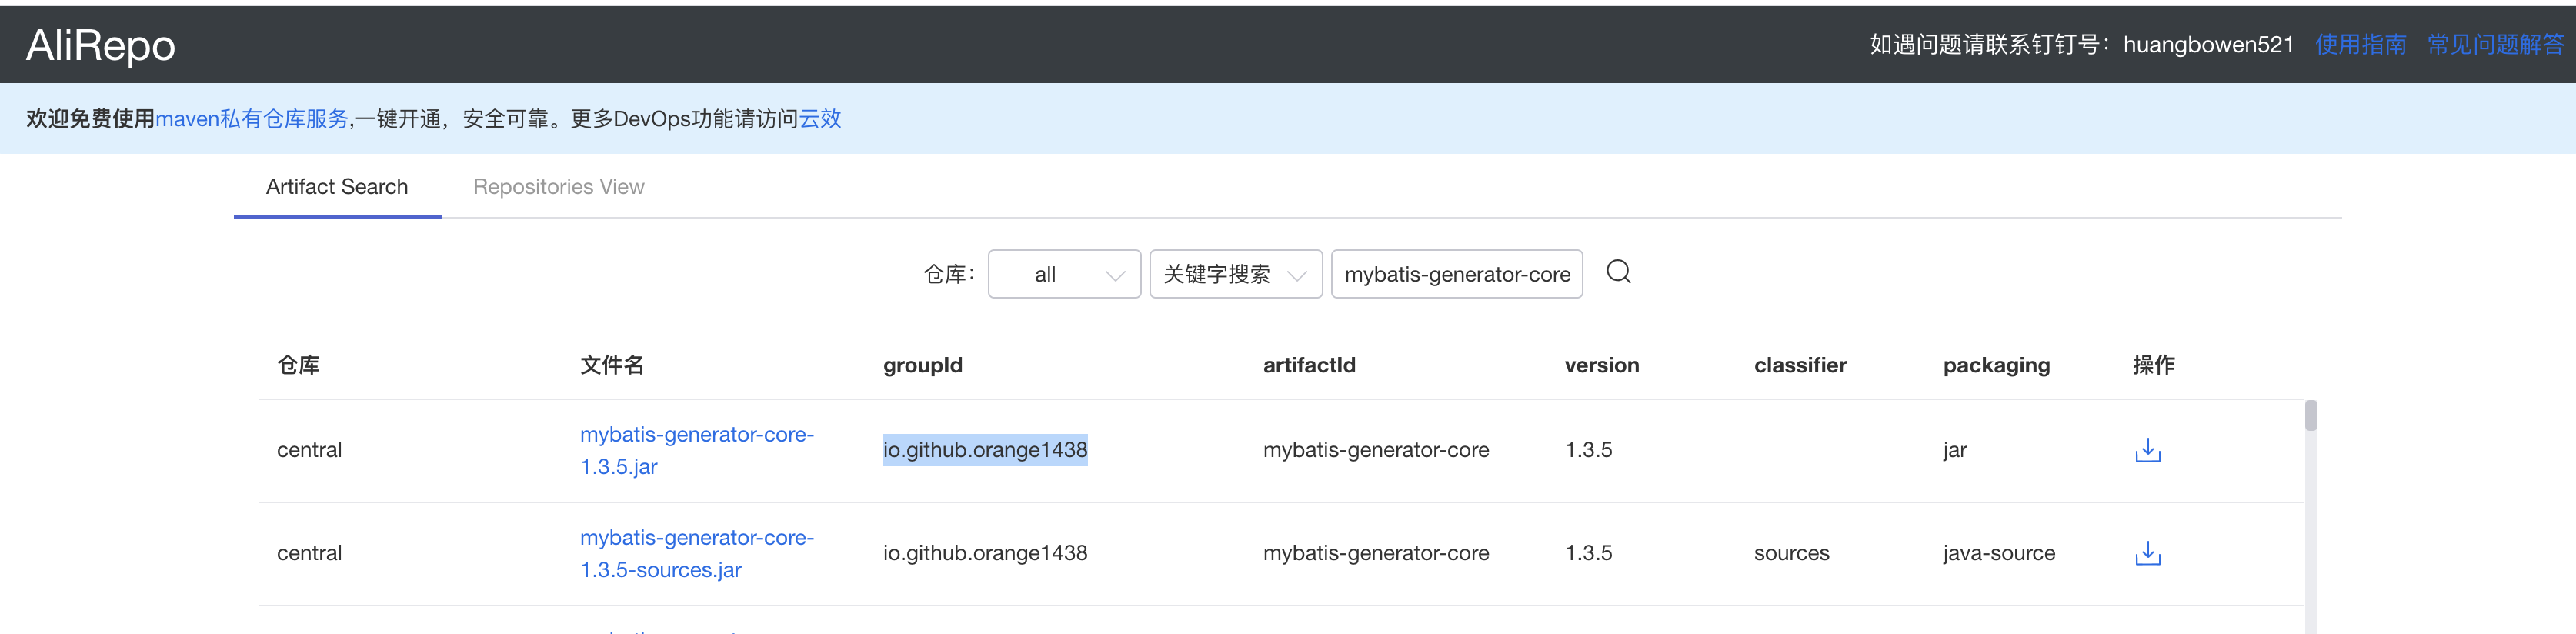 AliRepo
如遇问题请联系钉钉号：huangbowen521 使用指南 常见问题解答
欢迎免费使用maven私有仓库服务,一键开通，安全可靠。更多DevOps功能请访问云效
Artifact Search Repositories View
仓库： all 关键字搜索 mybatis-generator-core
仓库 文件名 groupId artifactId version classifier packaging 操作
central mybatis-generator-core-1.3.5.jar io.github.orange1438 mybatis-generator-core 1.3.5 jar
central mybatis-generator-core-1.3.5-sources.jar io.github.orange1438 mybatis-generator-core 1.3.5 sources java-source